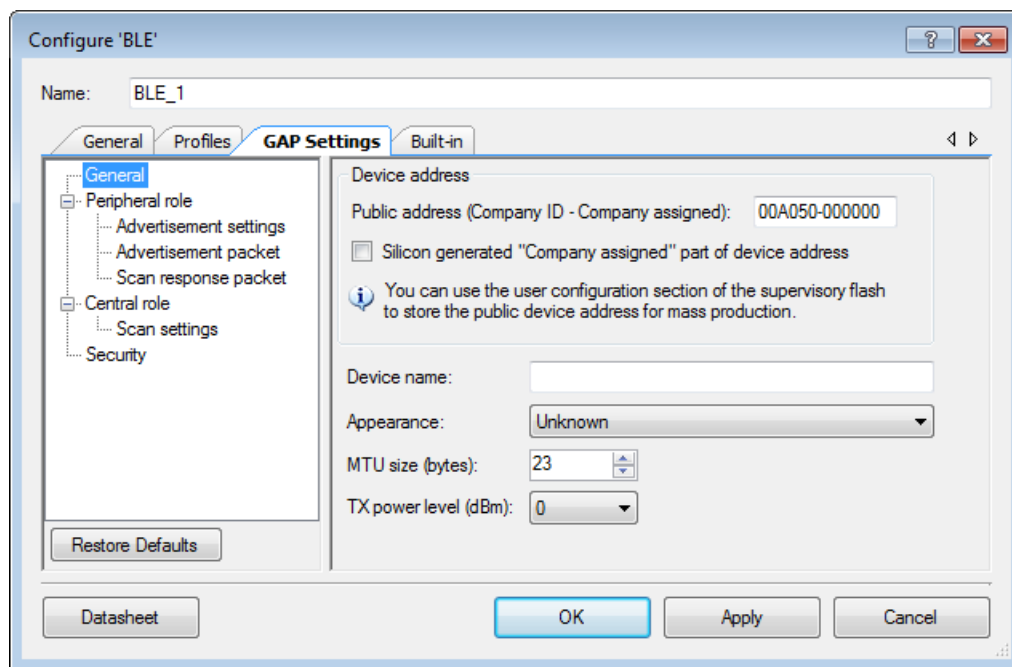 Configure 'BLE'
Name: BLE_1
General Profiles GAP Settings Built-in
General
Peripheral role
Advertisement settings
Advertisement packet
Scan response packet
Central role
Scan settings
Security
Restore Defaults
Device address
Public address (Company ID - Company assigned): 00A050-000000
Silicon generated "Company assigned" part of device address
You can use the user configuration section of the supervisory flash
to store the public device address for mass production.
Device name:
Appearance: Unknown
MTU size (bytes): 23
TX power level (dBm): 0
Datasheet OK Apply Cancel